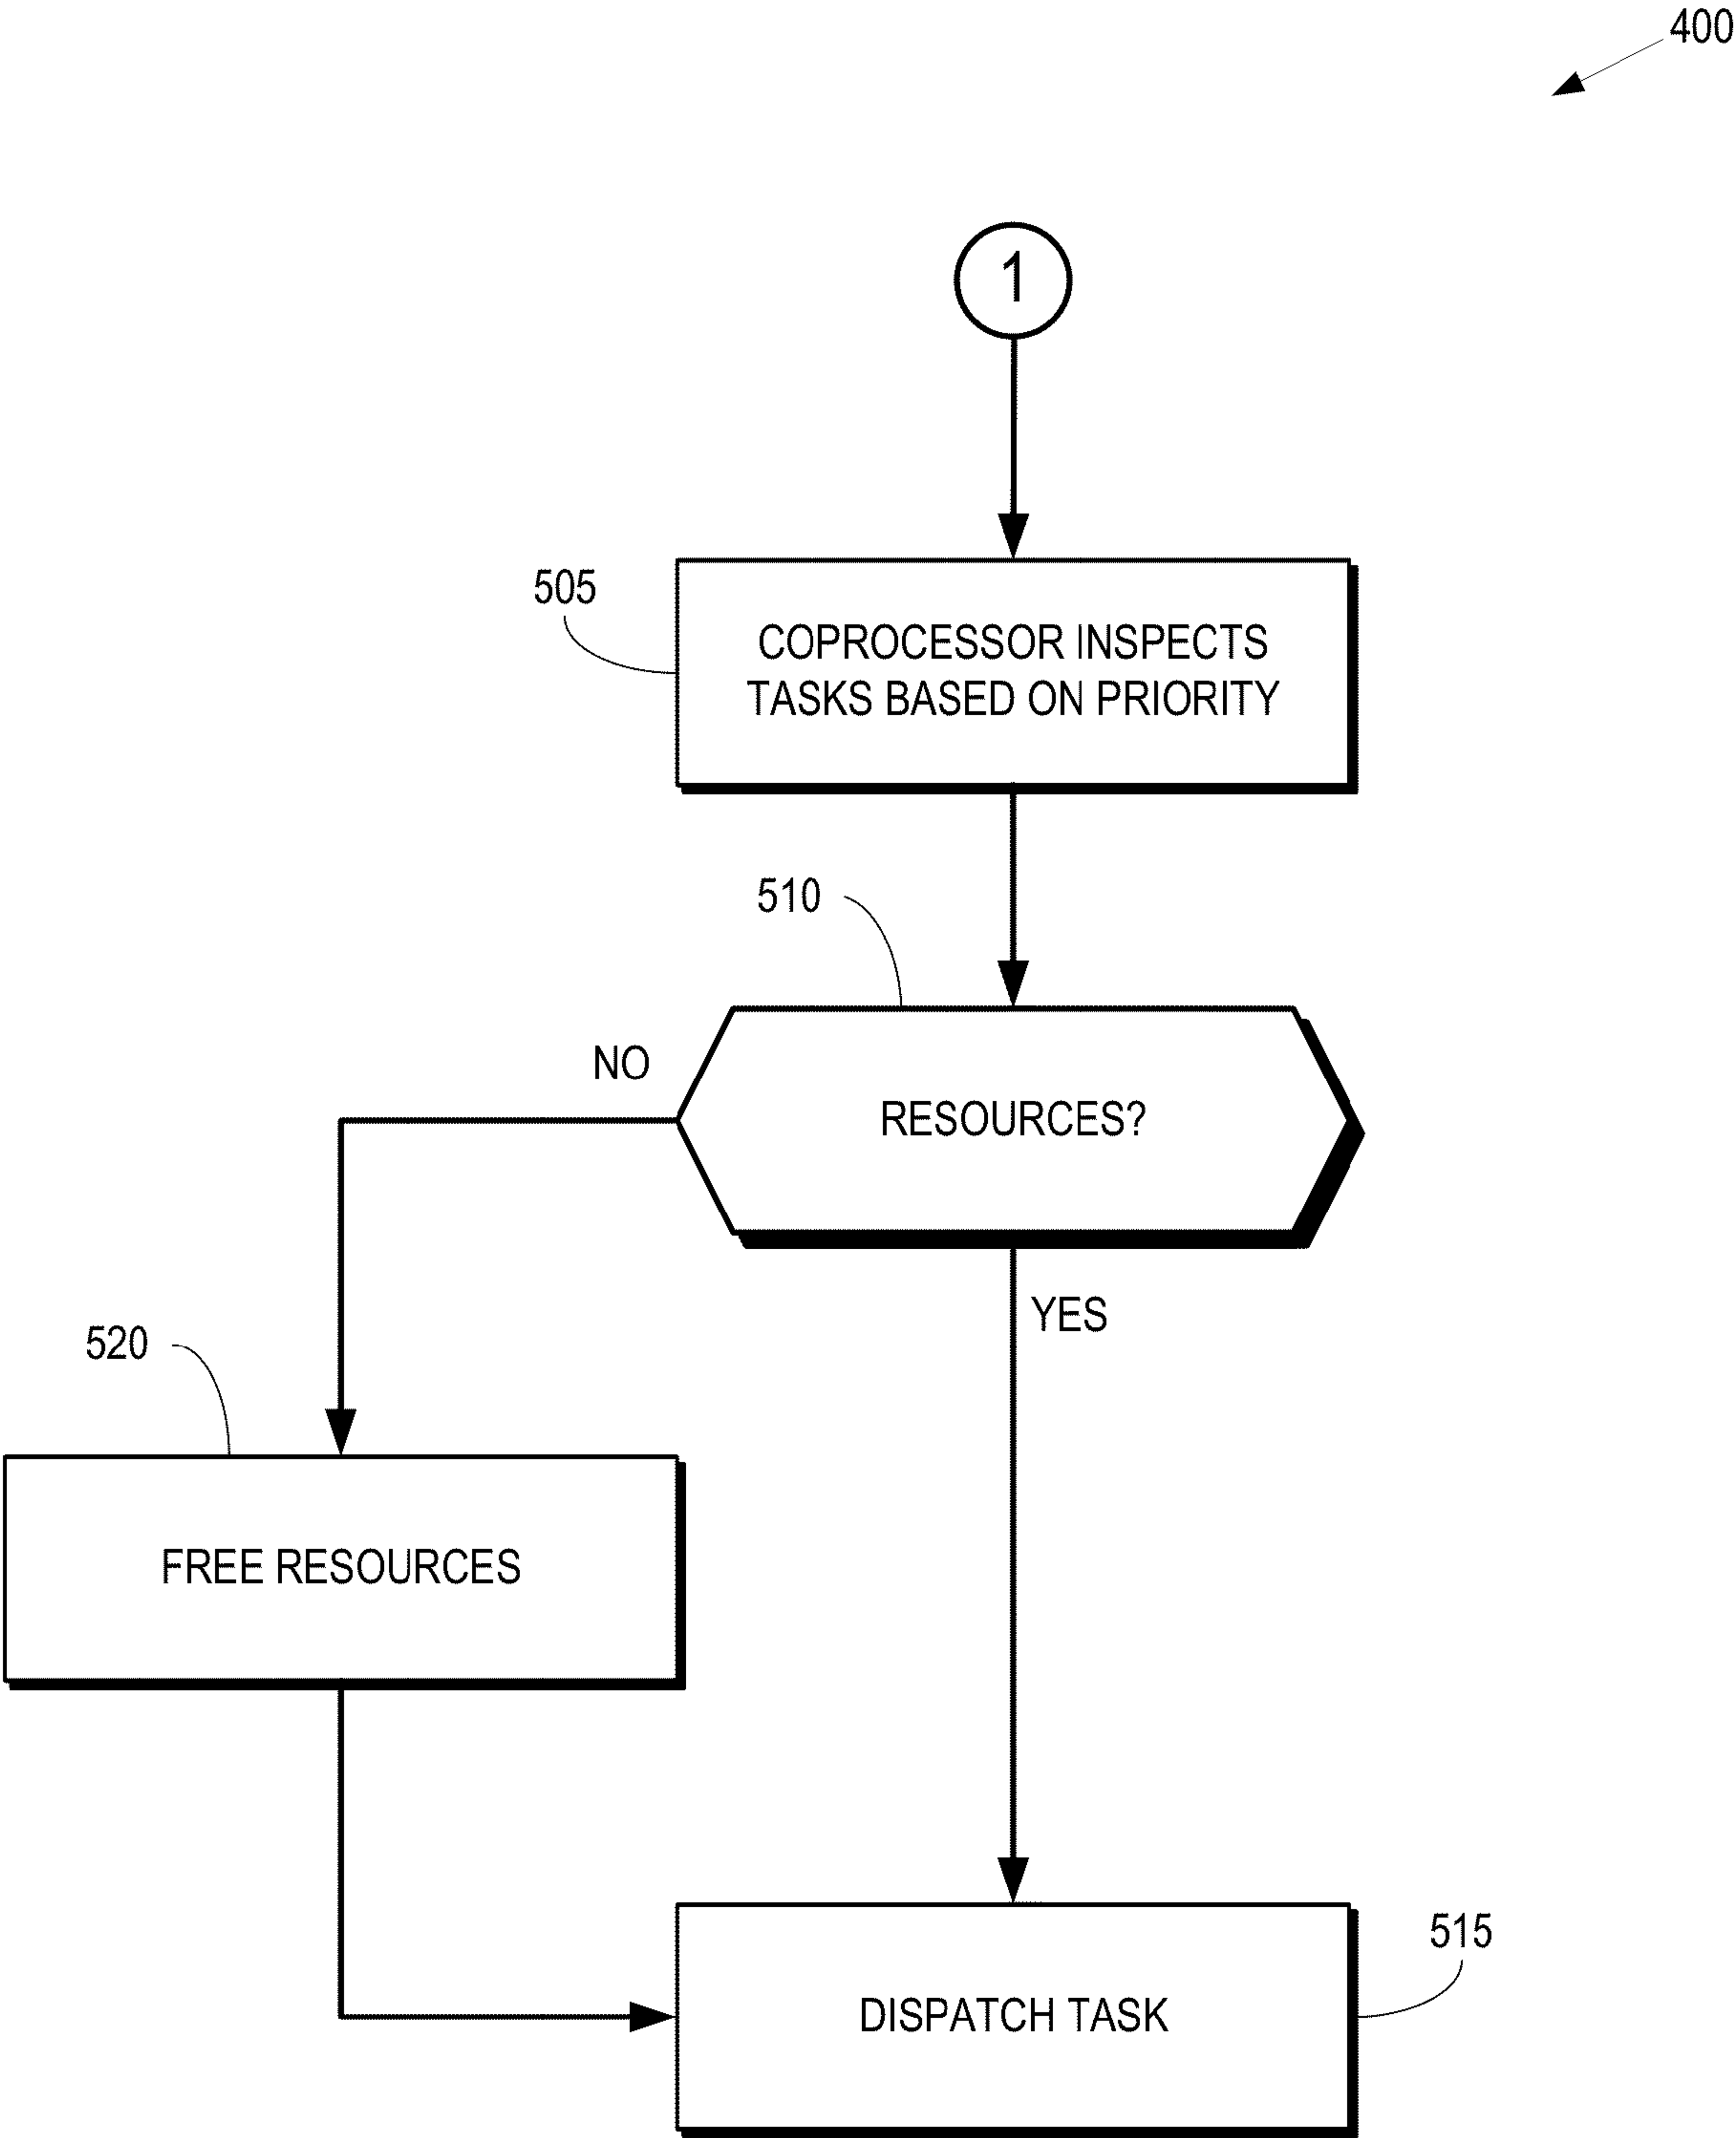 400
1
505
COPROCESSOR INSPECTS
TASKS BASED ON PRIORITY
510
NO
RESOURCES?
YES
520
FREE RESOURCES
515
DISPATCH TASK